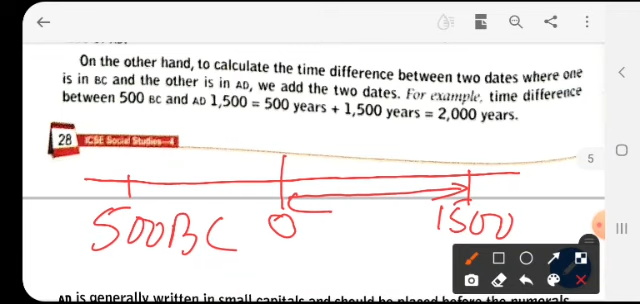 On the other hand, to calculate the time difference between two dates where one
is in BC and the other is in AD, we add the two dates. For example, time difference
between 500 BC and AD 1,500 = 500 years + 1,500 years = 2,000 years.
28 ICSE Social Studies—4
5
500BC 0 1500
AD is generally written in small capitals and should be placed before the numerals